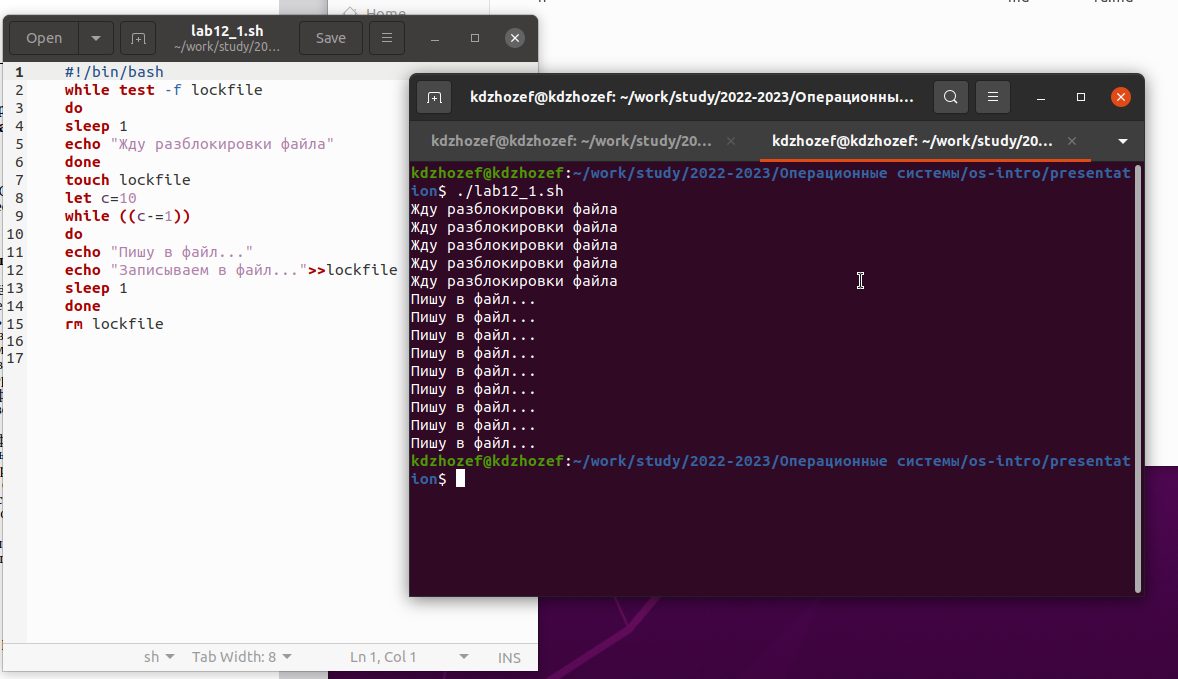 Home
Open
lab12_1.sh
~/work/study/20...
Save
1 #!/bin/bash
2 while test -f lockfile
3 do
4 sleep 1
5 echo "Жду разблокировки файла"
6 done
7 touch lockfile
8 let c=10
9 while ((c-=1))
10 do
11 echo "Пишу в файл..."
12 echo "Записываем в файл...">>lockfile
13 sleep 1
14 done
15 rm lockfile
16
17
sh Tab Width: 8 Ln 1, Col 1 INS
kdzhozef@kdzhozef: ~/work/study/2022-2023/Операционны...
kdzhozef@kdzhozef: ~/work/study/20...
kdzhozef@kdzhozef: ~/work/study/20...
kdzhozef@kdzhozef:~/work/study/2022-2023/Операционные системы/os-intro/presentat
ion$ ./lab12_1.sh
Жду разблокировки файла
Жду разблокировки файла
Жду разблокировки файла
Жду разблокировки файла
Жду разблокировки файла
Пишу в файл...
Пишу в файл...
Пишу в файл...
Пишу в файл...
Пишу в файл...
Пишу в файл...
Пишу в файл...
Пишу в файл...
Пишу в файл...
kdzhozef@kdzhozef:~/work/study/2022-2023/Операционные системы/os-intro/presentat
ion$